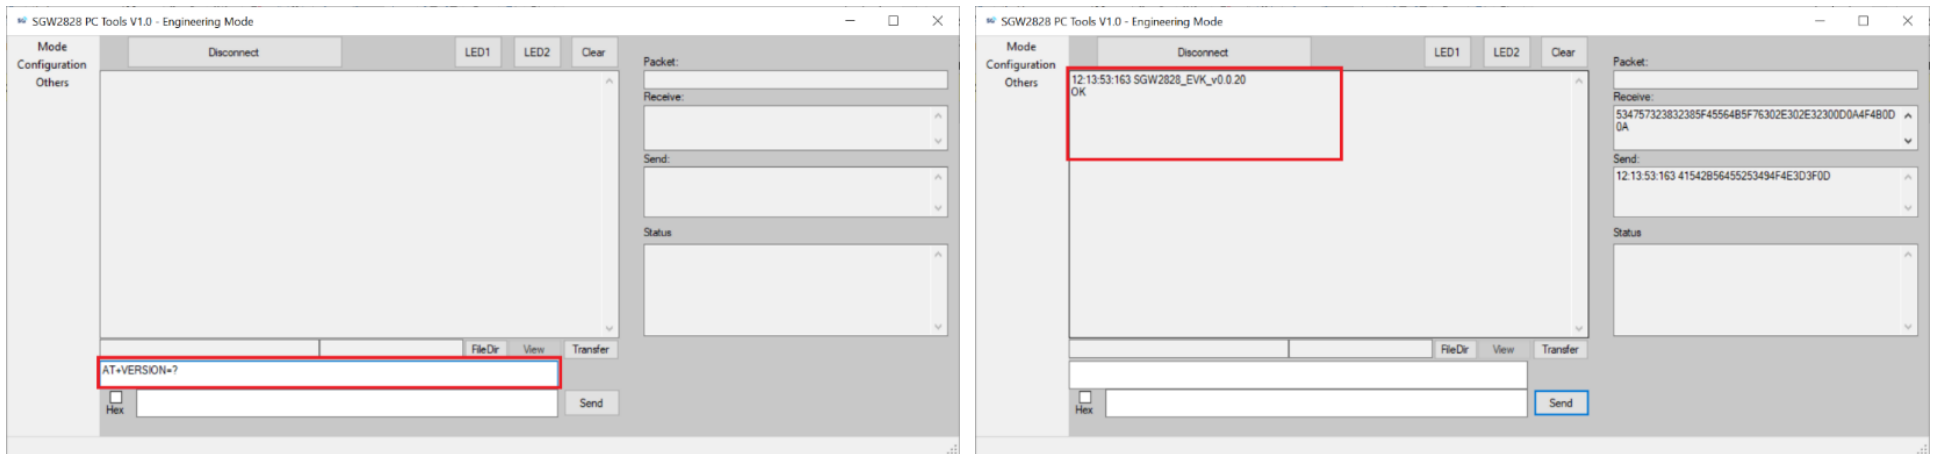 SGW2828 PC Tools V1.0 - Engineering Mode
Mode
Configuration
Others
Disconnect
LED1
LED2
Clear
Packet:
Receive:
Send:
Status
FileDir
View
Transfer
AT+VERSION=?
Hex
Send
SGW2828 PC Tools V1.0 - Engineering Mode
Mode
Configuration
Others
Disconnect
LED1
LED2
Clear
12:13:53:163 SGW2828_EVK_v0.0.20
OK
Packet:
Receive:
534757323832385F45564B5F76302E302E32300D0A4F4B0D
0A
Send:
12:13:53:163 41542B56455253494F4E3D3F0D
Status
FileDir
View
Transfer
Hex
Send